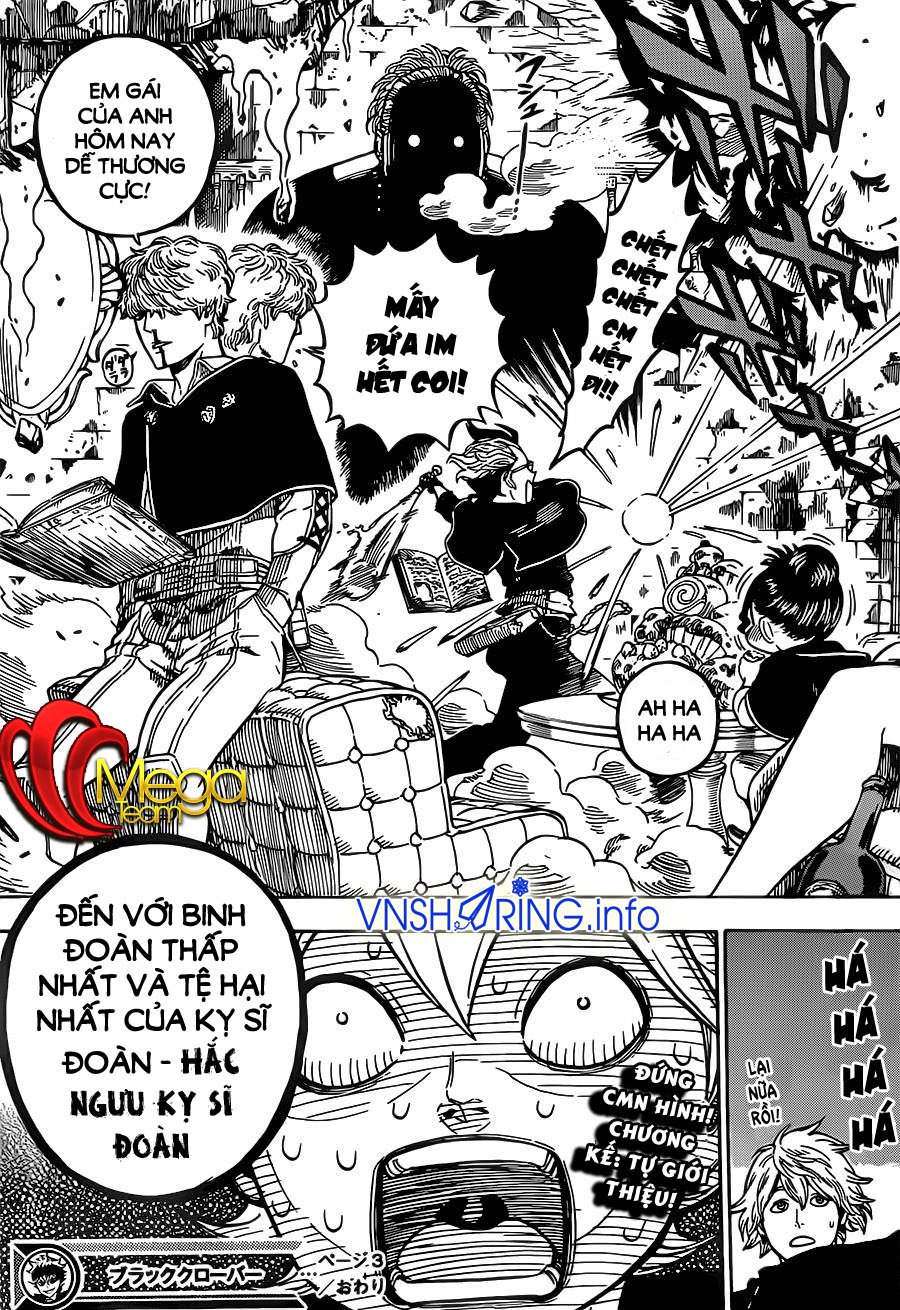 EM GÁI
CỦA ANH
HÔM NAY
DỄ THƯƠNG
CỰC!
MẤY
ĐỨA IM
HẾT COI!
CHẾT
CHẾT
CHẾT
CM
HẾT
ĐI!!
AH HA
HA HA
Mega
Team
VNSHARING.info
HÁ
HÁ
HÁ
HÁ
LẠI
NỮA
RỒI!
ĐẾN VỚI BINH
ĐOÀN THẤP
NHẤT VÀ TỆ HẠI
NHẤT CỦA KỴ SĨ
ĐOÀN - HẮC
NGƯU KỴ SĨ
ĐOÀN
ĐỨNG
CMN HÌNH!
CHƯƠNG
KẾ: TỰ GIỚI
THIỆU!
ブラッククローバー
ページ3
おわり